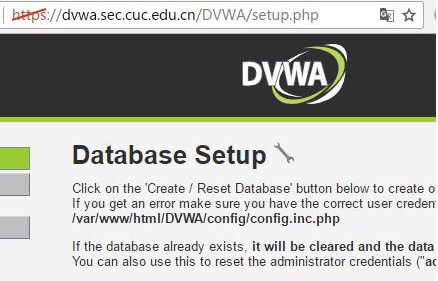 https://dvwa.sec.cuc.edu.cn/DVWA/setup.php
DVWA
Database Setup
Click on the 'Create / Reset Database' button below to create
If you get an error make sure you have the correct user
/var/www/html/DVWA/config/config.inc.php
If the database already exists, it will be cleared and the data
You can also use this to reset the administrator credentials ("